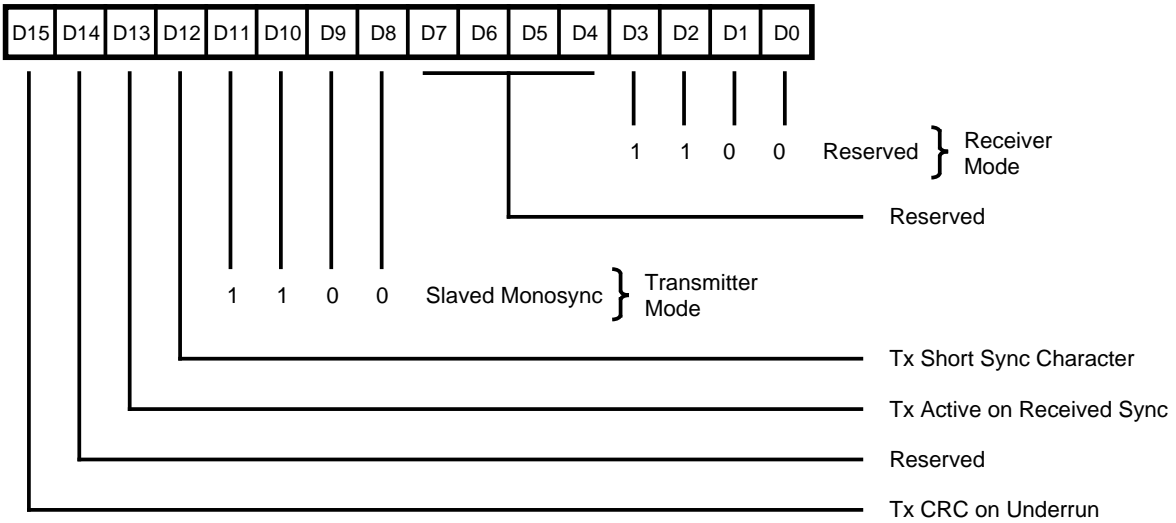 D15 D14 D13 D12 D11 D10 D9 D8 D7 D6 D5 D4 D3 D2 D1 D0
1 1 0 0 Reserved } Receiver
Mode
Reserved
1 1 0 0 Slaved Monosync } Transmitter
Mode
Tx Short Sync Character
Tx Active on Received Sync
Reserved
Tx CRC on Underrun